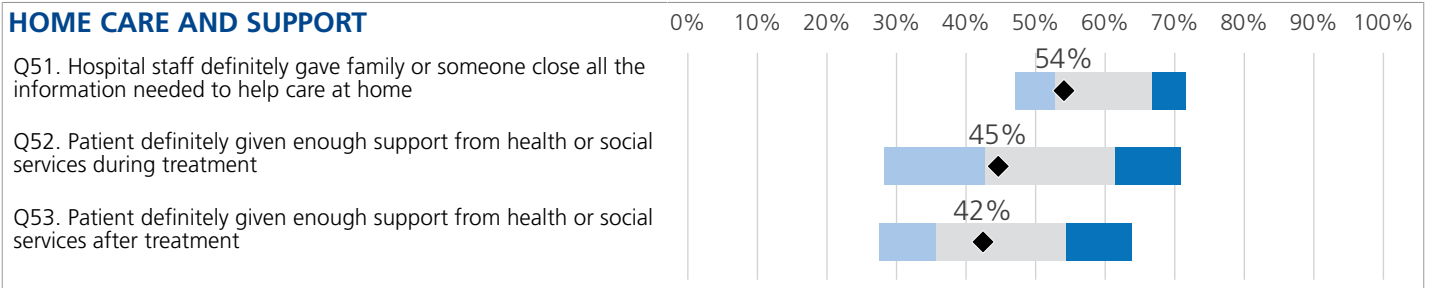 HOME CARE AND SUPPORT
0% 10% 20% 30% 40% 50% 60% 70% 80% 90% 100%
Q51. Hospital staff definitely gave family or someone close all the
information needed to help care at home
54%
Q52. Patient definitely given enough support from health or social
services during treatment
45%
Q53. Patient definitely given enough support from health or social
services after treatment
42%